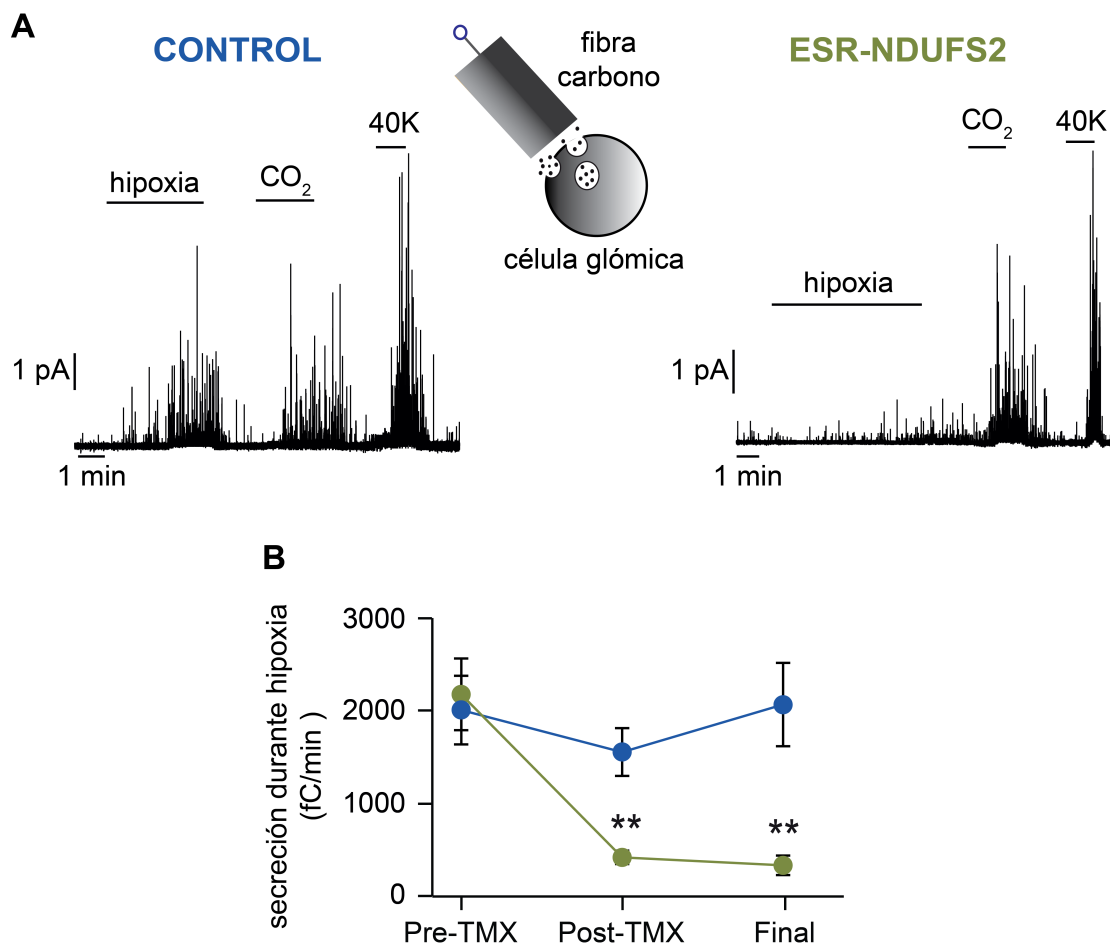 A
CONTROL
fibra
carbono
ESR-NDUFS2
hipoxia
CO2
40K
célula glómica
hipoxia
CO2
40K
1 pA
1 min
1 pA
1 min
B
secreción durante hipoxia
(fC/min )
3000
2000
1000
0
**
**
Pre-TMX
Post-TMX
Final